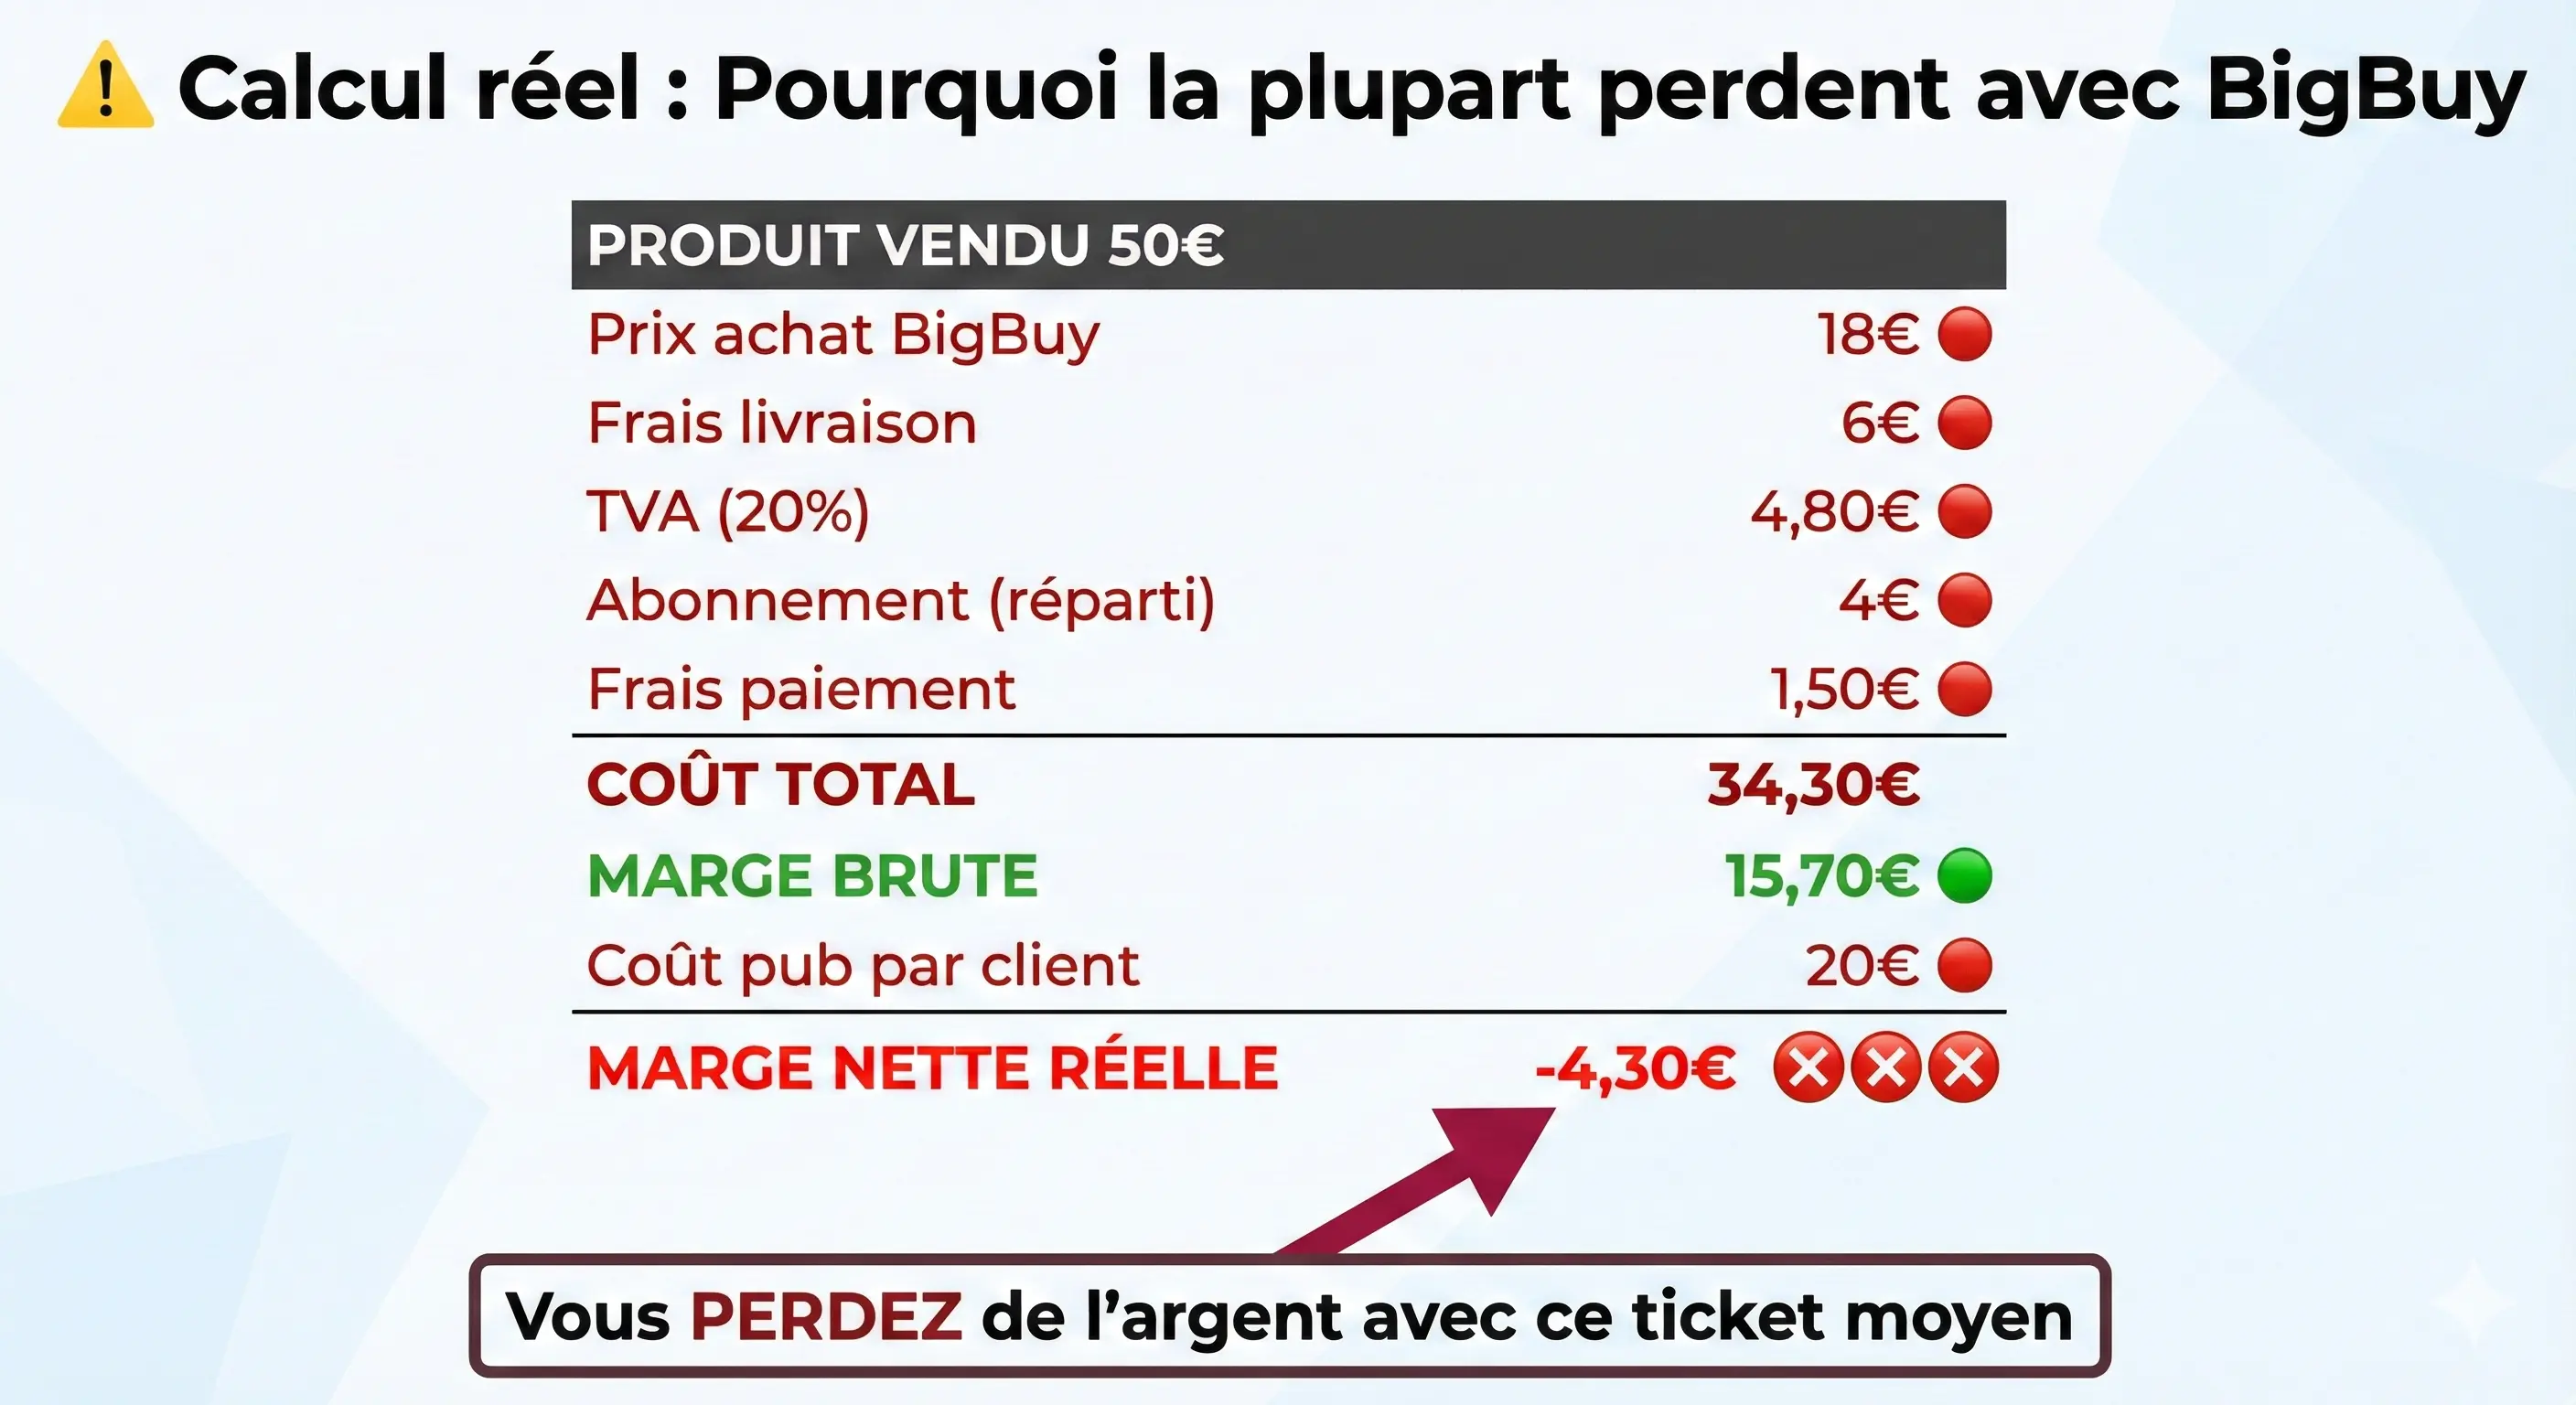 ⚠️ Calcul réel : Pourquoi la plupart perdent avec BigBuy
PRODUIT VENDU 50€
Prix achat BigBuy 18€
Frais livraison 6€
TVA (20%) 4,80€
Abonnement (réparti) 4€
Frais paiement 1,50€
COÛT TOTAL 34,30€
MARGE BRUTE 15,70€
Coût pub par client 20€
MARGE NETTE RÉELLE -4,30€
Vous PERDEZ de l’argent avec ce ticket moyen